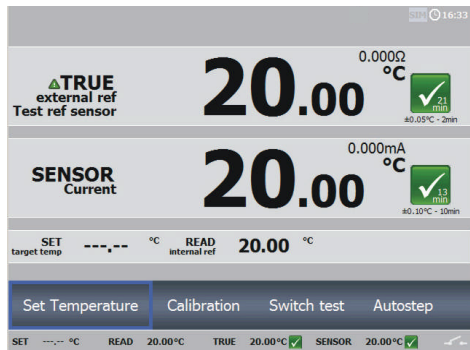 SIM 16:33
0.000Ω
TRUE
external ref
Test ref sensor
20.00 °C
21 min
±0.05°C - 2min
0.000mA
SENSOR
Current
20.00 °C
13 min
±0.10°C - 10min
SET target temp ---.-- °C READ internal ref 20.00 °C
Set Temperature Calibration Switch test Autostep
SET ---.-- °C READ 20.00°C TRUE 20.00°C SENSOR 20.00°C